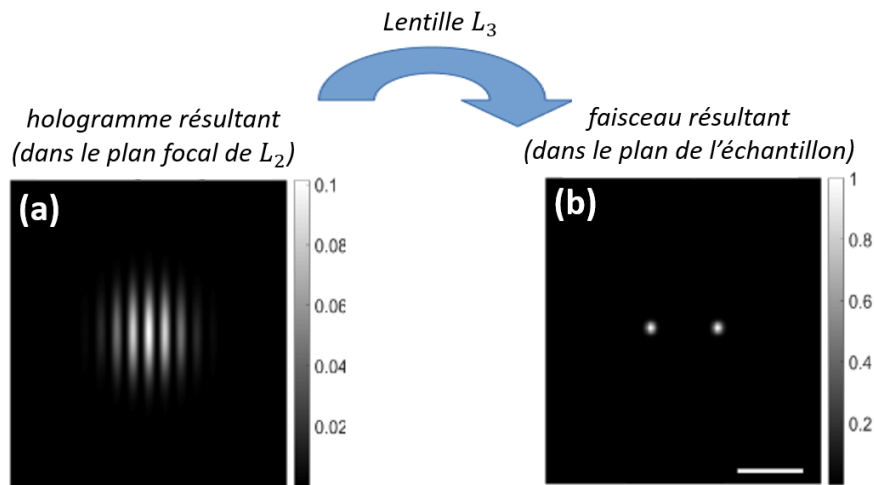 Lentille L₃
hologramme résultant
(dans le plan focal de L₂)
faisceau résultant
(dans le plan de l’échantillon)
(a)
0.1
0.08
0.06
0.04
0.02
(b)
1
0.8
0.6
0.4
0.2